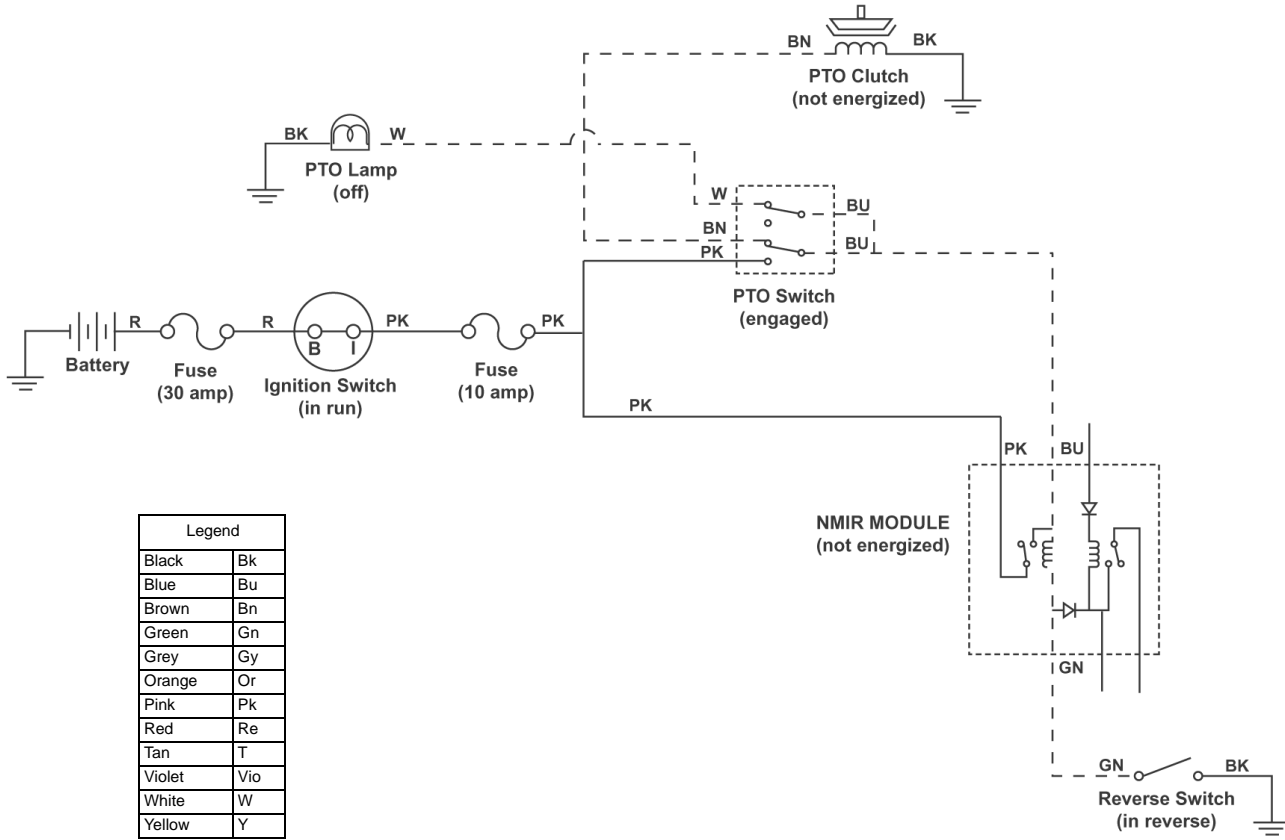 BN
BK
PTO Clutch
(not energized)
BK
W
PTO Lamp
(off)
W
BU
BN
BU
PK
PTO Switch
(engaged)
R
R
PK
PK
B
I
Battery
Fuse
(30 amp)
Ignition Switch
(in run)
Fuse
(10 amp)
PK
PK
BU
NMIR MODULE
(not energized)
GN
GN
BK
Reverse Switch
(in reverse)
Legend
Black Bk
Blue Bu
Brown Bn
Green Gn
Grey Gy
Orange Or
Pink Pk
Red Re
Tan T
Violet Vio
White W
Yellow Y